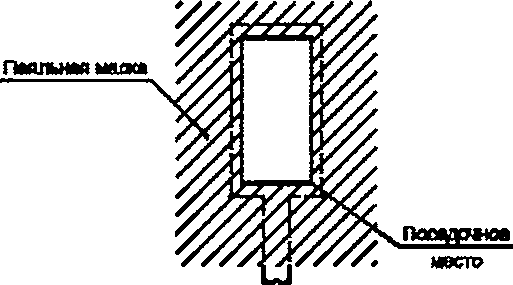 Паяльная маска
Посадочное
место